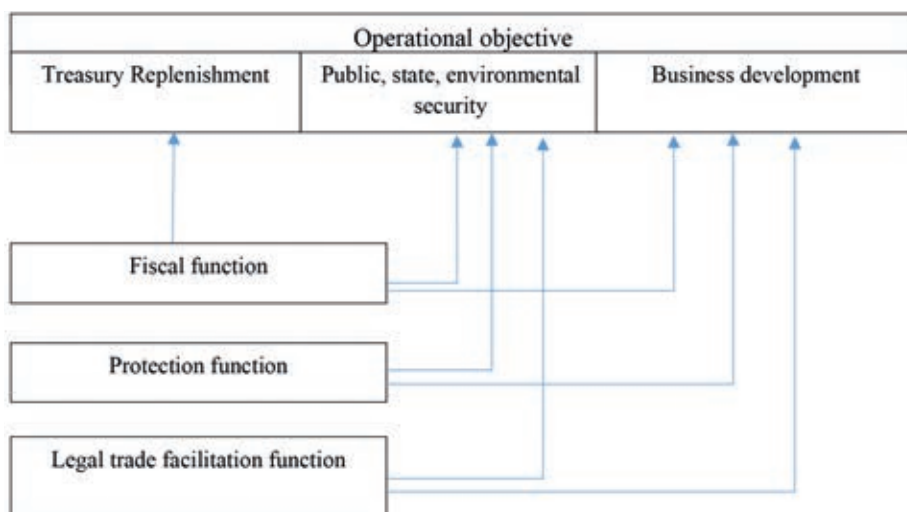 Operational objective
Treasury Replenishment
Public, state, environmental
security
Business development
Fiscal function
Protection function
Legal trade facilitation function